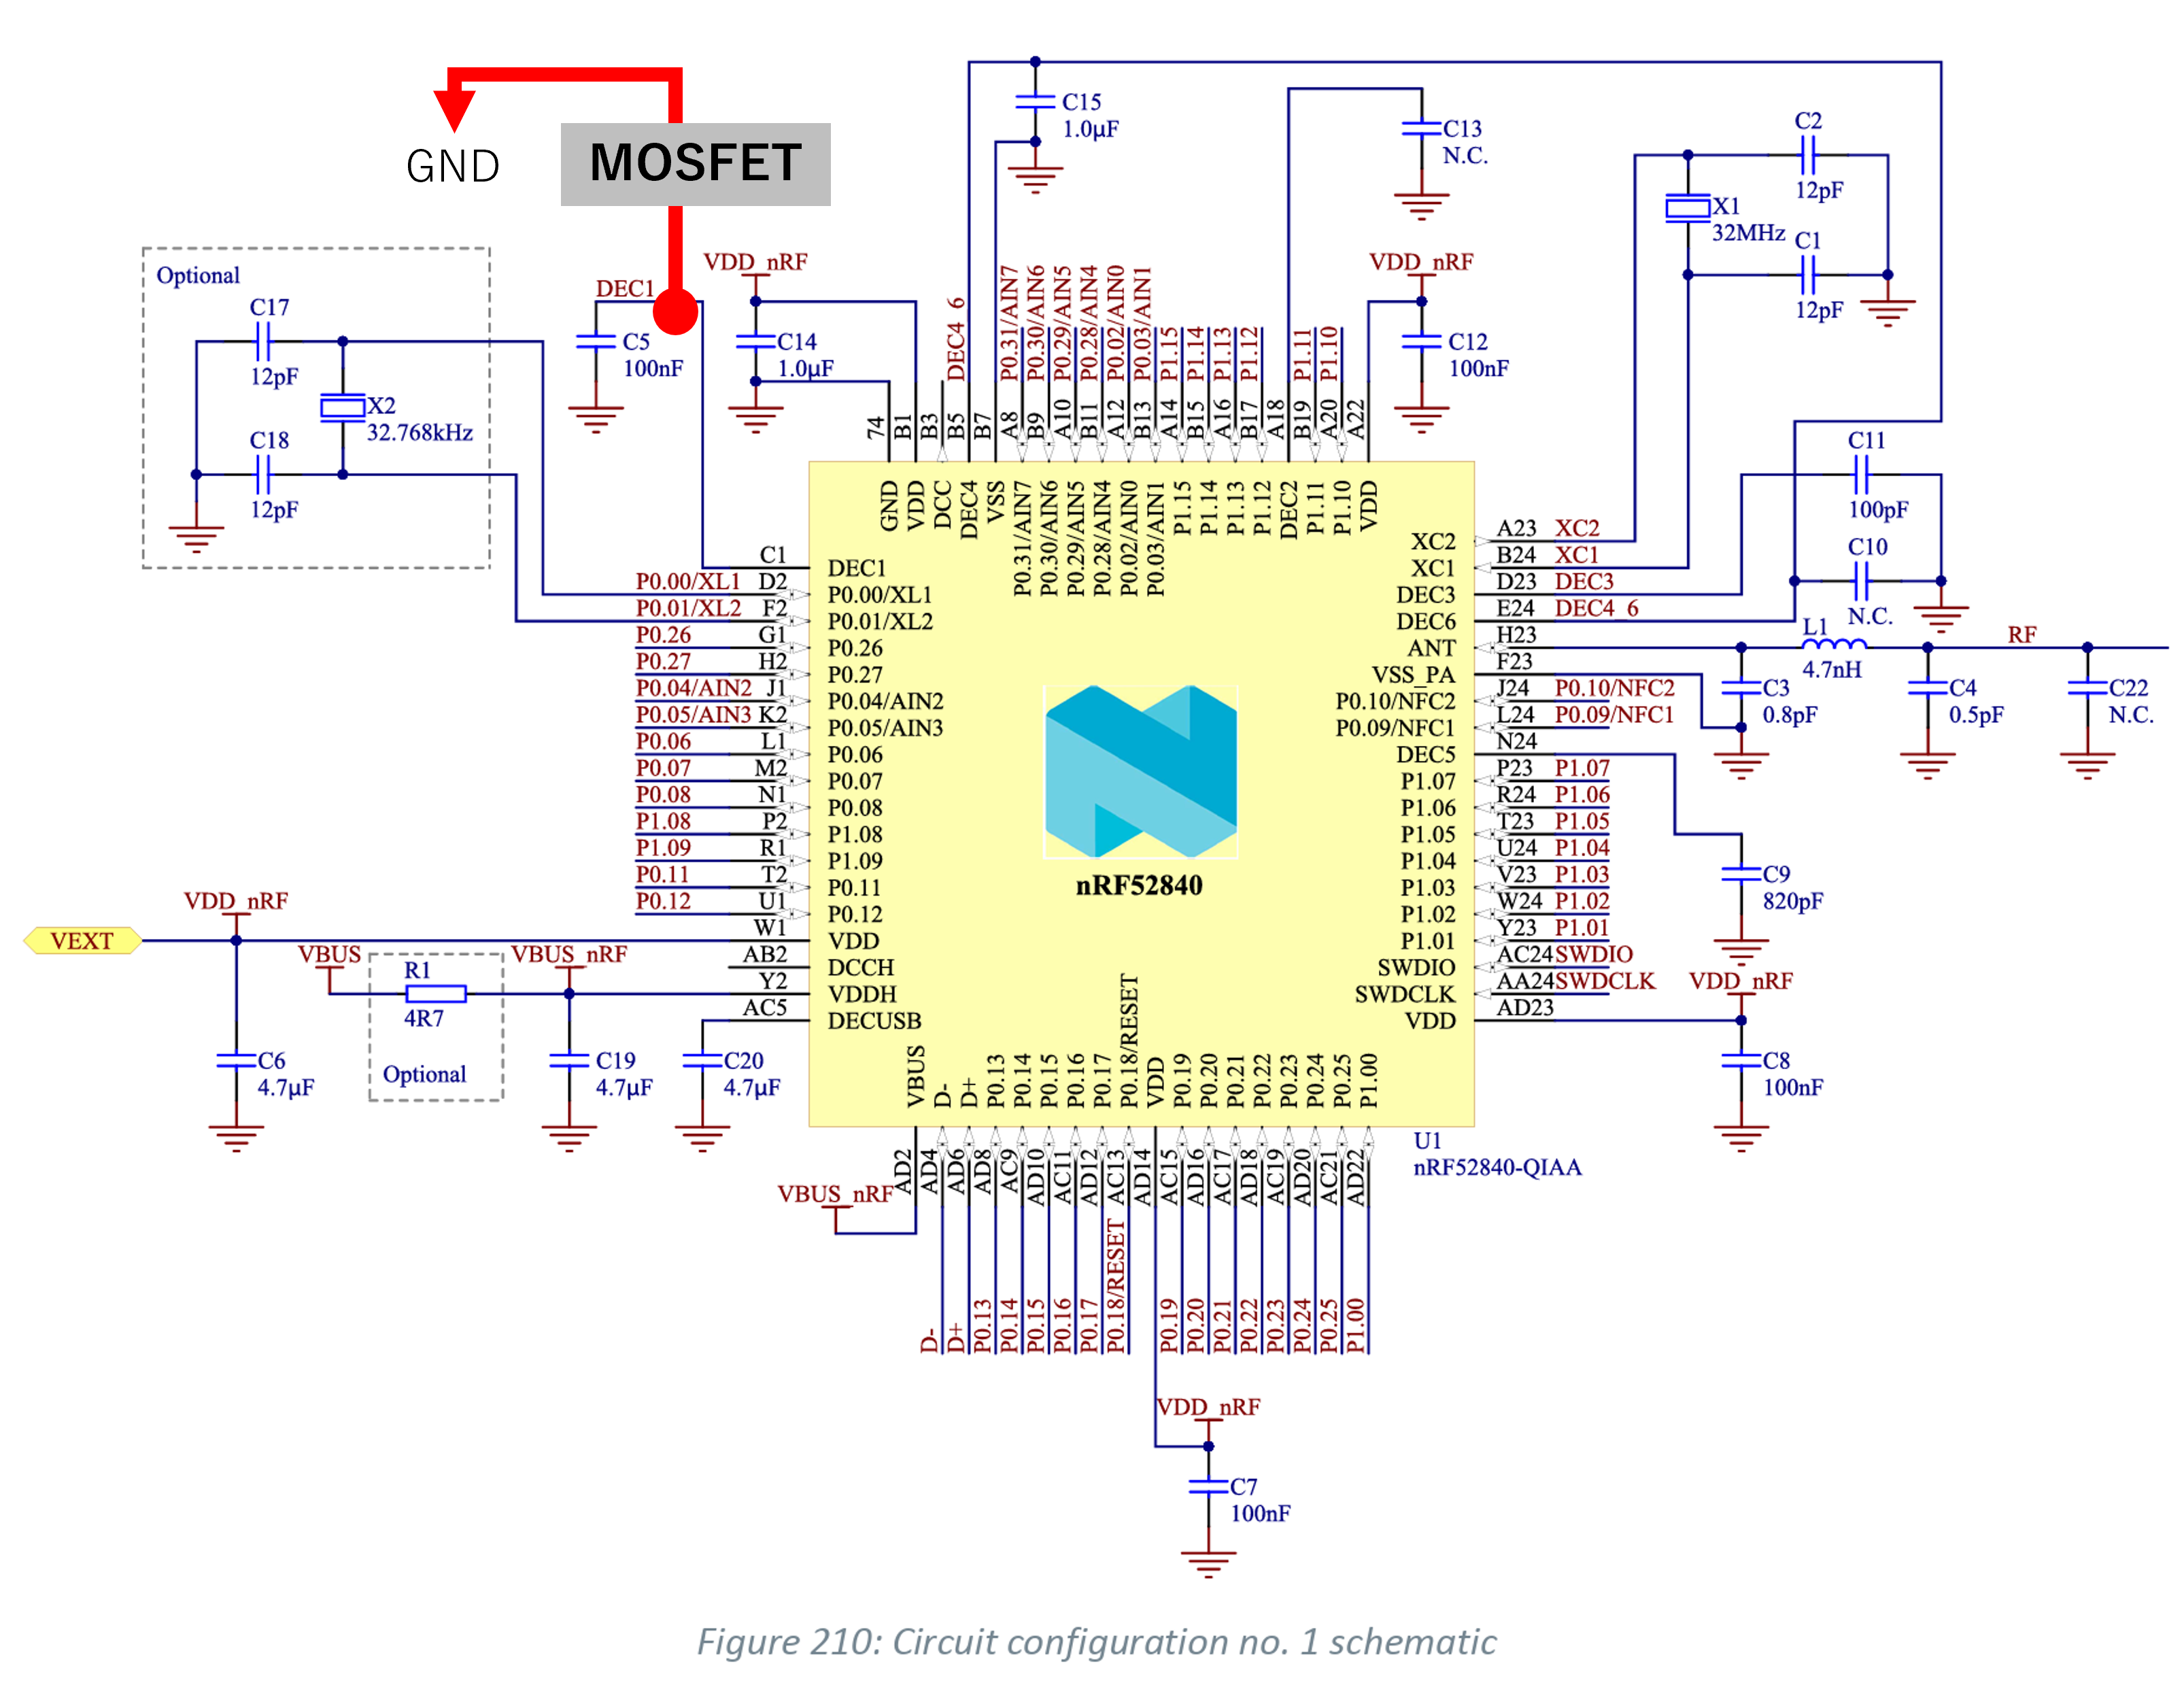 GND
MOSFET
C15
1.0µF
C13
N.C.
C2
12pF
X1
32MHz
C1
12pF
Optional
C17
12pF
X2
32.768kHz
C18
12pF
DEC1
C5
100nF
VDD_nRF
C14
1.0µF
DEC4_6
P0.31/AIN7
P0.30/AIN6
P0.29/AIN5
P0.28/AIN4
P0.02/AIN0
P0.03/AIN1
P1.15
P1.14
P1.13
P1.12
P1.11
P1.10
VDD_nRF
C12
100nF
74
B1
B3
B5
B7
A8
B9
A10
B11
A12
B13
A14
B15
A16
B17
A18
B19
A20
A22
GND
VDD
DCC
DEC4
VSS
P0.31/AIN7
P0.30/AIN6
P0.29/AIN5
P0.28/AIN4
P0.02/AIN0
P0.03/AIN1
P1.15
P1.14
P1.13
P1.12
DEC2
P1.11
P1.10
VDD
C1 DEC1
P0.00/XL1 D2 P0.00/XL1
P0.01/XL2 F2 P0.01/XL2
P0.26 G1 P0.26
P0.27 H2 P0.27
P0.04/AIN2 J1 P0.04/AIN2
P0.05/AIN3 K2 P0.05/AIN3
P0.06 L1 P0.06
P0.07 M2 P0.07
P0.08 N1 P0.08
P1.08 P2 P1.08
P1.09 R1 P1.09
P0.11 T2 P0.11
P0.12 U1 P0.12
W1 VDD
AB2 DCCH
Y2 VDDH
AC5 DECUSB
nRF52840
XC2 A23 XC2
XC1 B24 XC1
DEC3 D23 DEC3
DEC6 E24 DEC4_6
ANT H23
VSS_PA F23
P0.10/NFC2 J24 P0.10/NFC2
P0.09/NFC1 L24 P0.09/NFC1
DEC5 N24
P1.07 P23 P1.07
P1.06 R24 P1.06
P1.05 T23 P1.05
P1.04 U24 P1.04
P1.03 V23 P1.03
P1.02 W24 P1.02
P1.01 Y23 P1.01
SWDIO AC24 SWDIO
SWDCLK AA24 SWDCLK
VDD AD23
C11
100pF
C10
N.C.
L1
4.7nH
RF
C3
0.8pF
C4
0.5pF
C22
N.C.
C9
820pF
VDD_nRF
C8
100nF
VEXT
VDD_nRF
VBUS
R1
4R7
Optional
VBUS_nRF
C6
4.7µF
C19
4.7µF
C20
4.7µF
VBUS
D-
D+
P0.13
P0.14
P0.15
P0.16
P0.17
P0.18/RESET
VDD
P0.19
P0.20
P0.21
P0.22
P0.23
P0.24
P0.25
P1.00
U1
nRF52840-QIAA
AD2
AD4
AD6
AD8
AC9
AD10
AC11
AD12
AC13
AD14
AC15
AD16
AC17
AD18
AC19
AD20
AC21
AD22
VBUS_nRF
D-
D+
P0.13
P0.14
P0.15
P0.16
P0.17
P0.18/RESET
P0.19
P0.20
P0.21
P0.22
P0.23
P0.24
P0.25
P1.00
VDD_nRF
C7
100nF
Figure 210: Circuit configuration no. 1 schematic